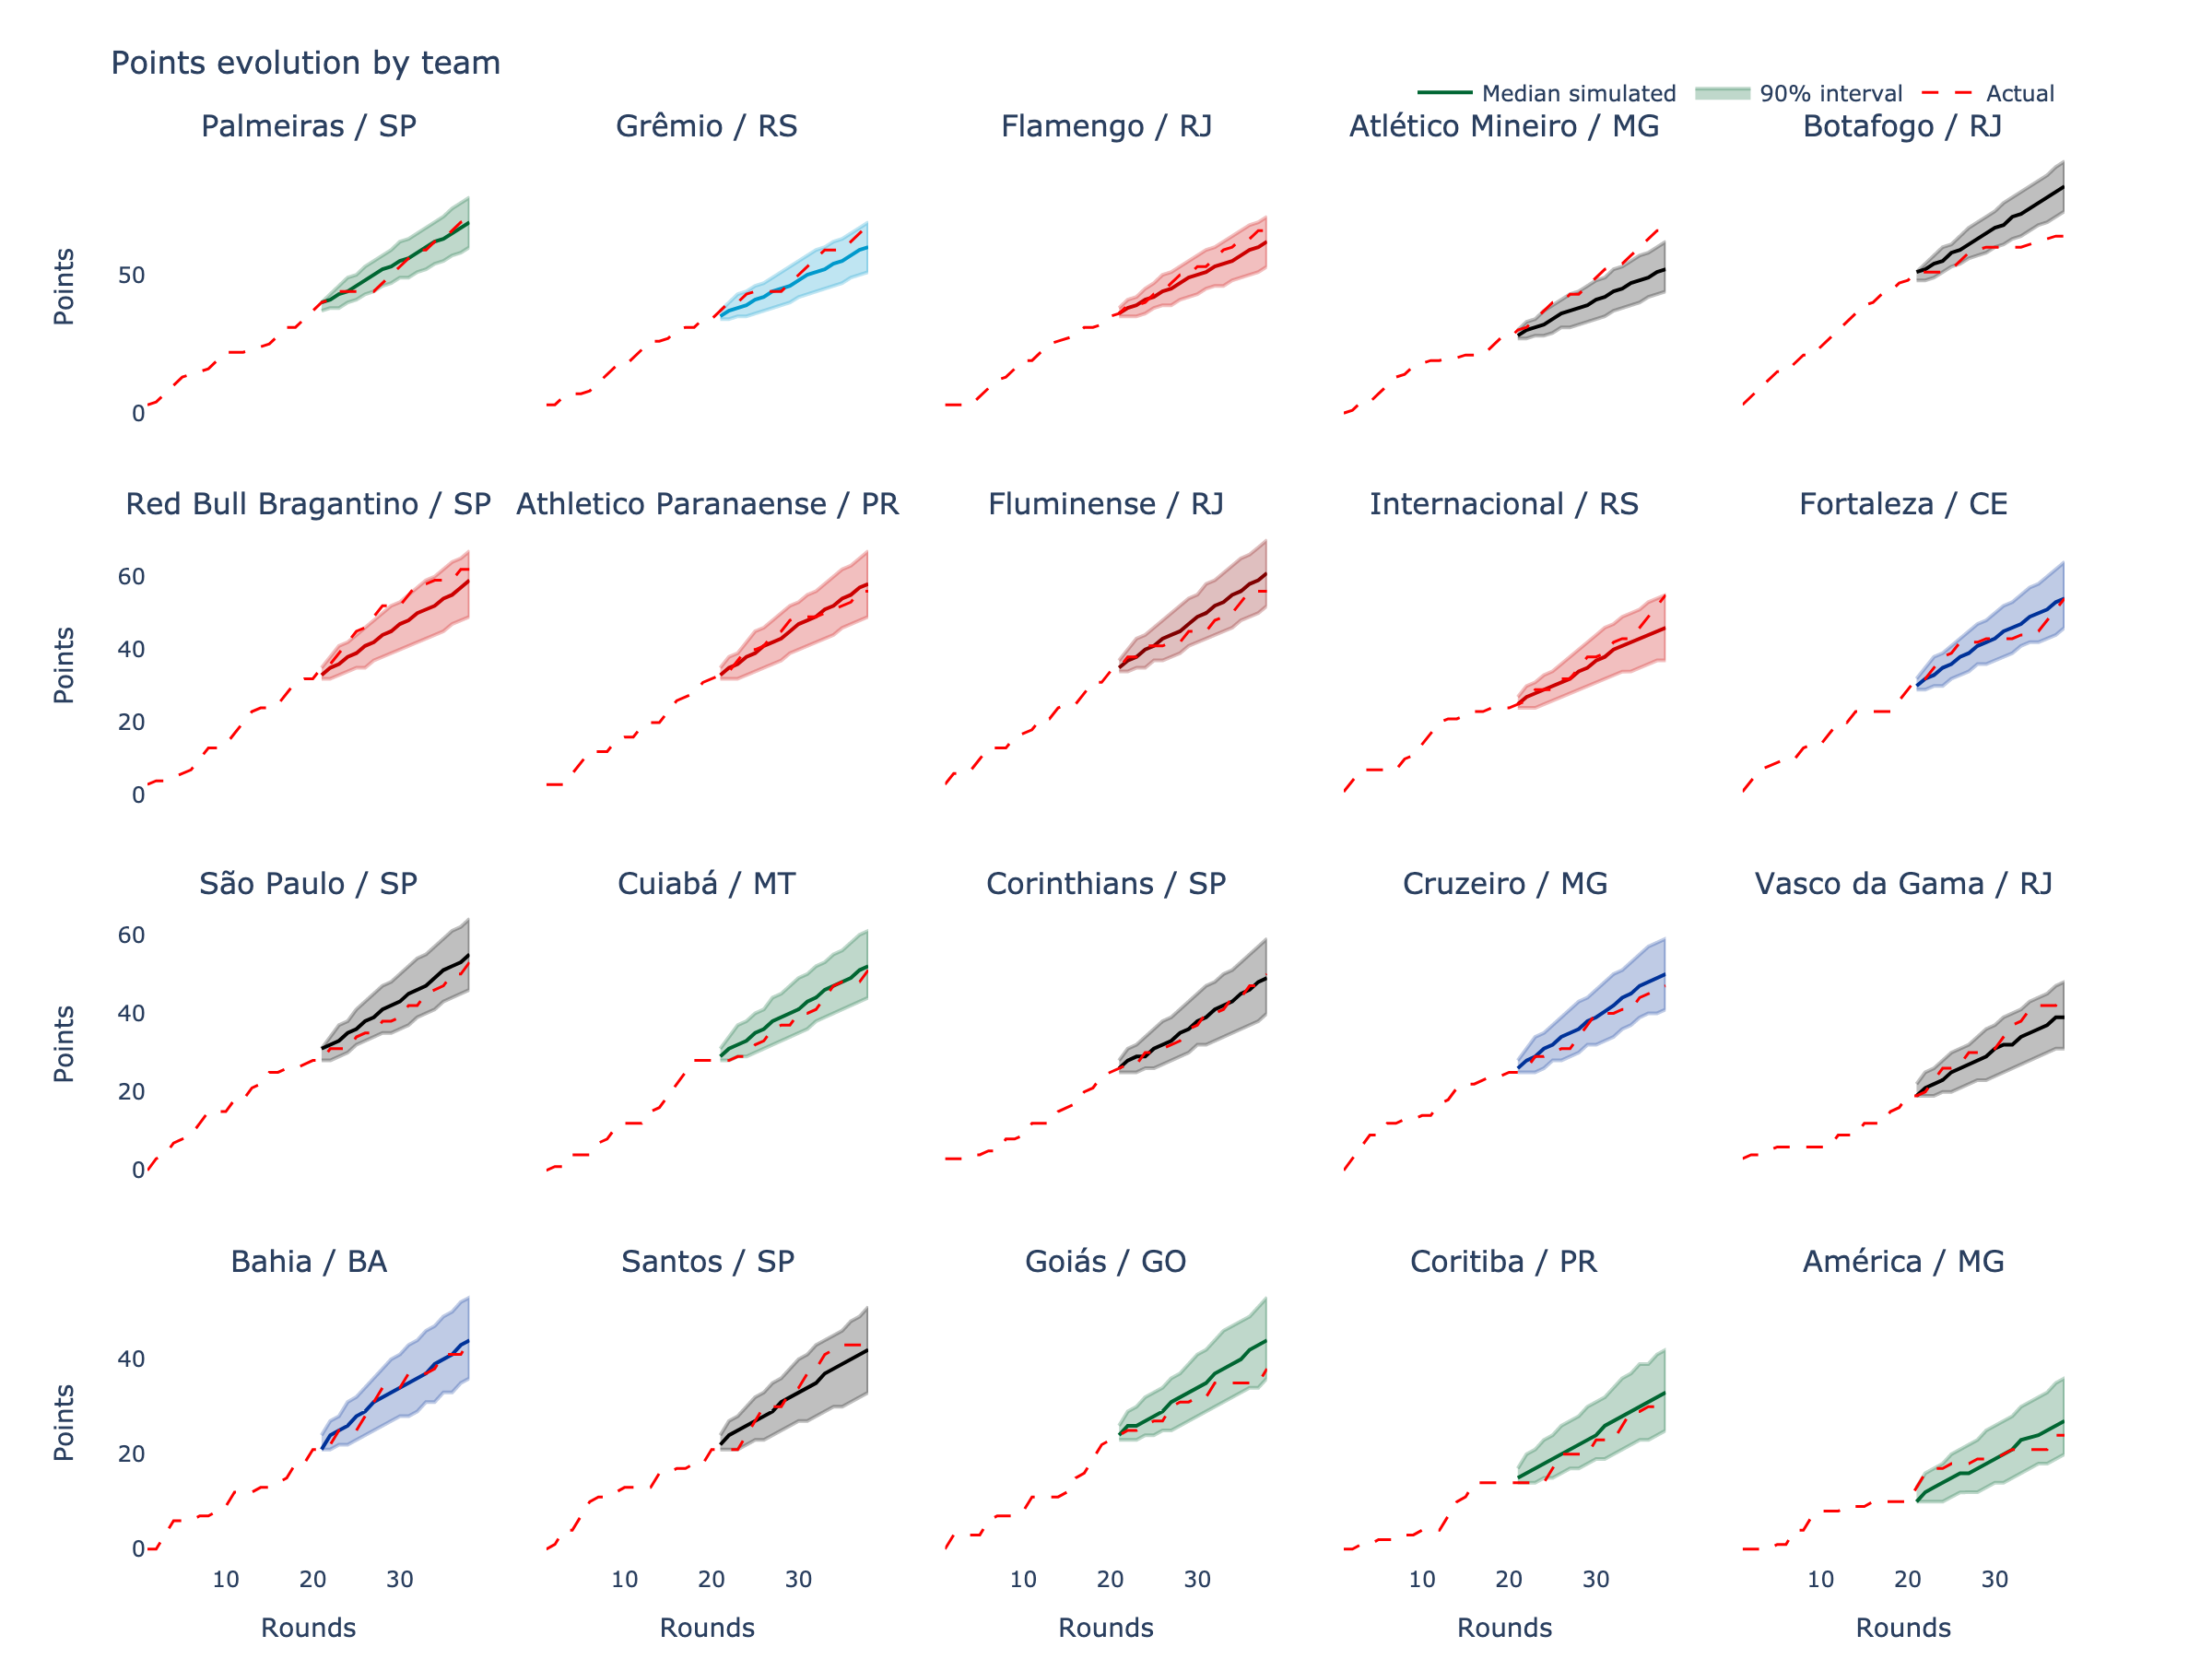 Points evolution by team
Median simulated 90% interval Actual
Palmeiras / SP Grêmio / RS Flamengo / RJ Atlético Mineiro / MG Botafogo / RJ
Points
50
0
Red Bull Bragantino / SP Athletico Paranaense / PR Fluminense / RJ Internacional / RS Fortaleza / CE
Points
60
40
20
0
São Paulo / SP Cuiabá / MT Corinthians / SP Cruzeiro / MG Vasco da Gama / RJ
Points
60
40
20
0
Bahia / BA Santos / SP Goiás / GO Coritiba / PR América / MG
Points
40
20
0
10 20 30 10 20 30 10 20 30 10 20 30 10 20 30
Rounds Rounds Rounds Rounds Rounds